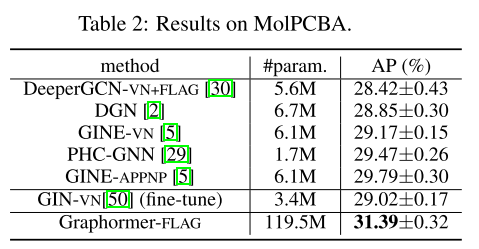 Table 2: Results on MolPCBA.
method #param. AP (%)
DeeperGCN-VN+FLAG [30] 5.6M 28.42±0.43
DGN [2] 6.7M 28.85±0.30
GINE-VN [5] 6.1M 29.17±0.15
PHC-GNN [29] 1.7M 29.47±0.26
GINE-APPNP [5] 6.1M 29.79±0.30
GIN-VN[50] (fine-tune) 3.4M 29.02±0.17
Graphormer-FLAG 119.5M 31.39±0.32